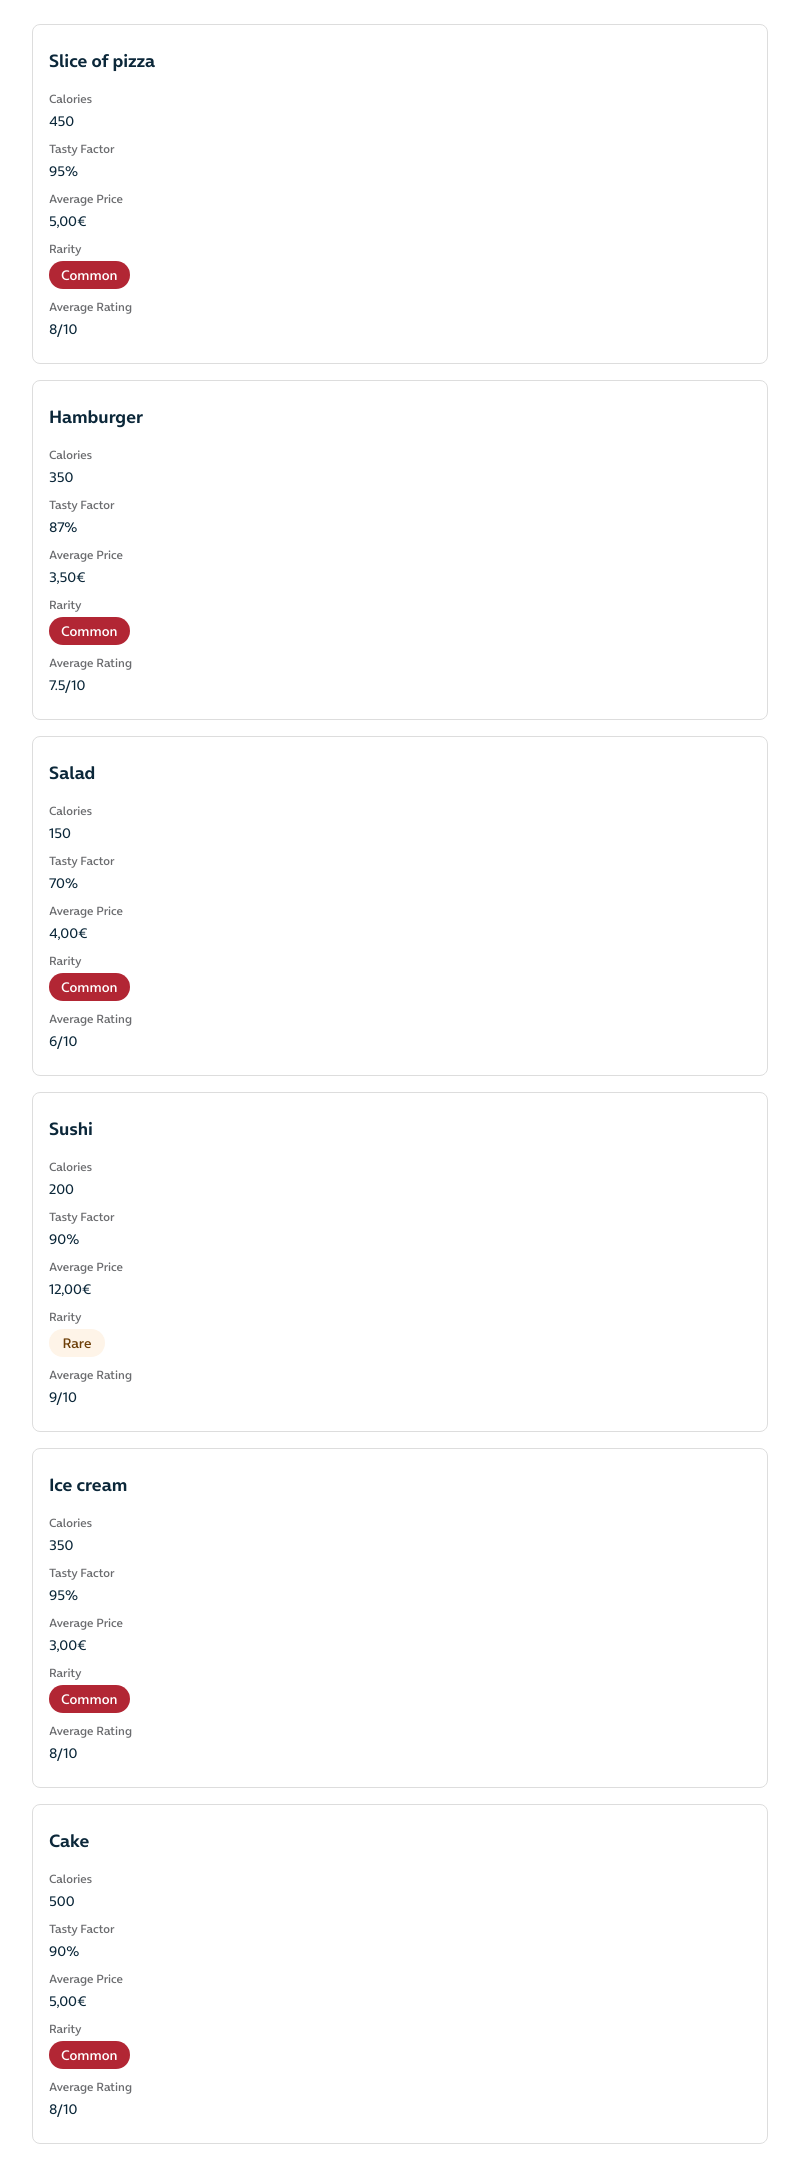 Slice of pizza
Calories
450
Tasty Factor
95%
Average Price
5,00€
Rarity
Common
Average Rating
8/10
Hamburger
Calories
350
Tasty Factor
87%
Average Price
3,50€
Rarity
Common
Average Rating
7.5/10
Salad
Calories
150
Tasty Factor
70%
Average Price
4,00€
Rarity
Common
Average Rating
6/10
Sushi
Calories
200
Tasty Factor
90%
Average Price
12,00€
Rarity
Rare
Average Rating
9/10
Ice cream
Calories
350
Tasty Factor
95%
Average Price
3,00€
Rarity
Common
Average Rating
8/10
Cake
Calories
500
Tasty Factor
90%
Average Price
5,00€
Rarity
Common
Average Rating
8/10